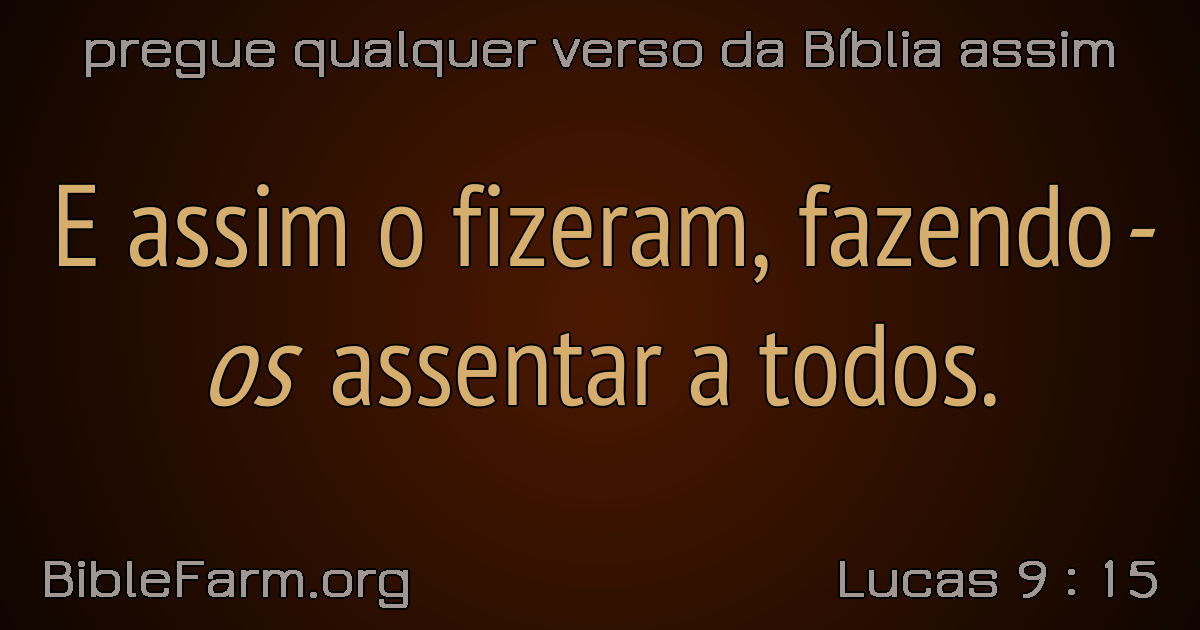 pregue qualquer verso da Bíblia assim
E assim o fizeram, fazendo-
os assentar a todos.
BibleFarm.org
Lucas 9 : 15